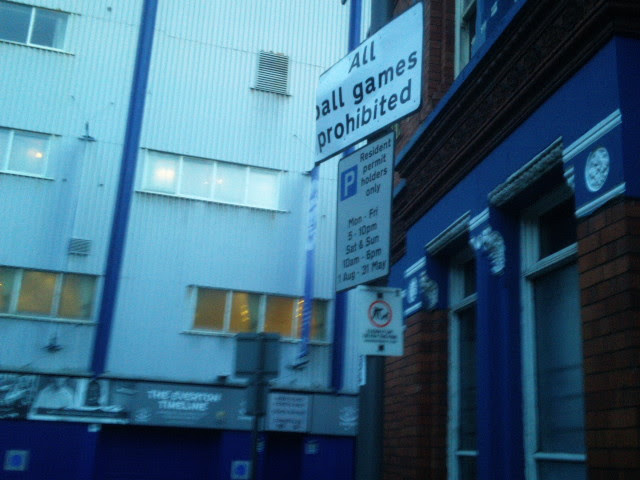 All
ball games
prohibited
P
Resident
permit
holders
only
Mon - Fri
5 - 10pm
Sat & Sun
10am - 8pm
1 Aug - 31 May
THE EVERTON
TIMELINE